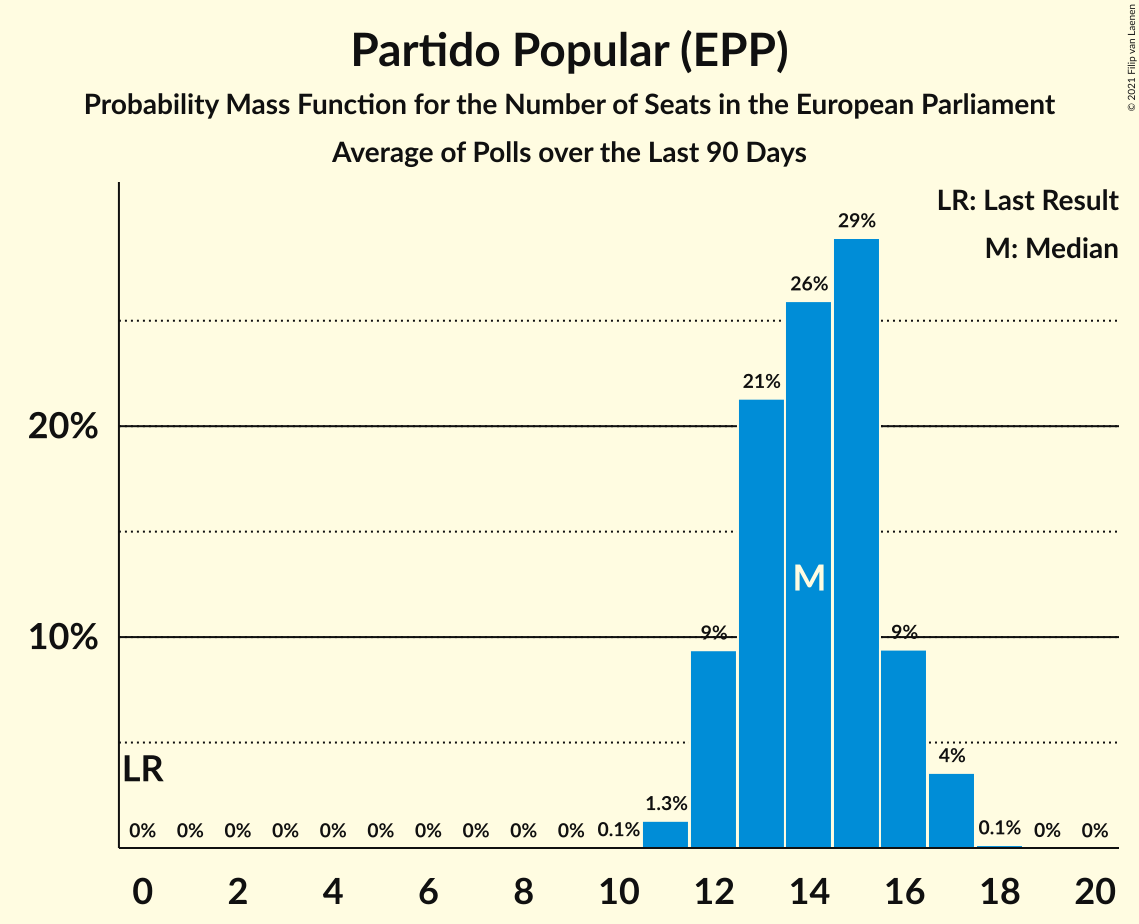 Partido Popular (EPP)
Probability Mass Function for the Number of Seats in the European Parliament
Average of Polls over the Last 90 Days
© 2021 Filip van Laenen
LR: Last Result
M: Median
29%
26%
21%
20%
M
10%
9%
9%
LR
4%
1.3%
0% 0% 0% 0% 0% 0% 0% 0% 0% 0% 0.1% 0.1% 0% 0%
0 2 4 6 8 10 12 14 16 18 20